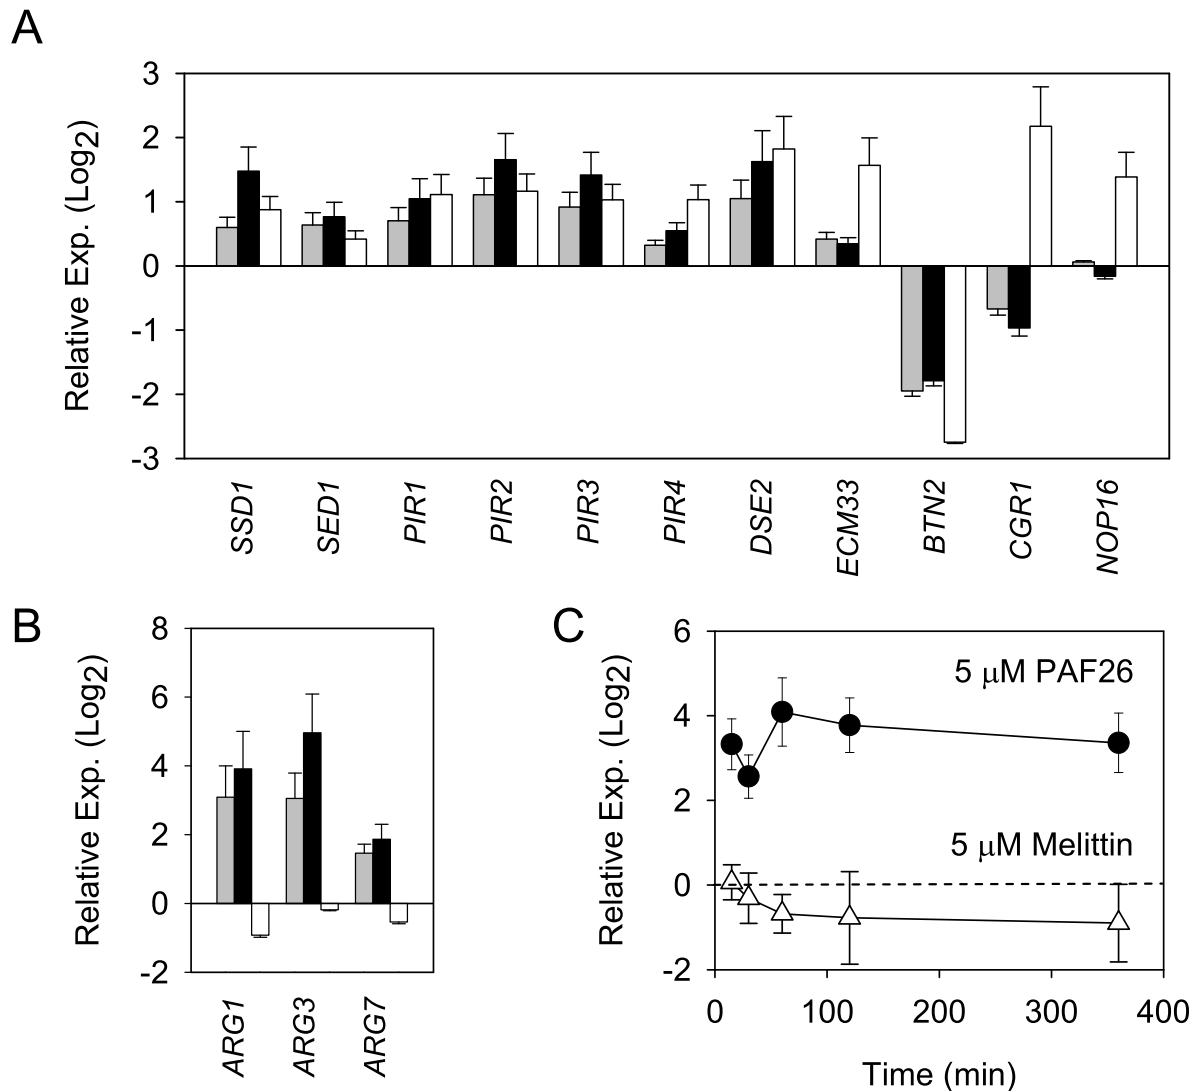 A
Relative Exp. (Log2)
3
2
1
0
-1
-2
-3
SSD1
SED1
PIR1
PIR2
PIR3
PIR4
DSE2
ECM33
BTN2
CGR1
NOP16
B
Relative Exp. (Log2)
8
6
4
2
0
-2
ARG1
ARG3
ARG7
C
Relative Exp. (Log2)
6
4
2
0
-2
5 μM PAF26
5 μM Melittin
0
100
200
300
400
Time (min)